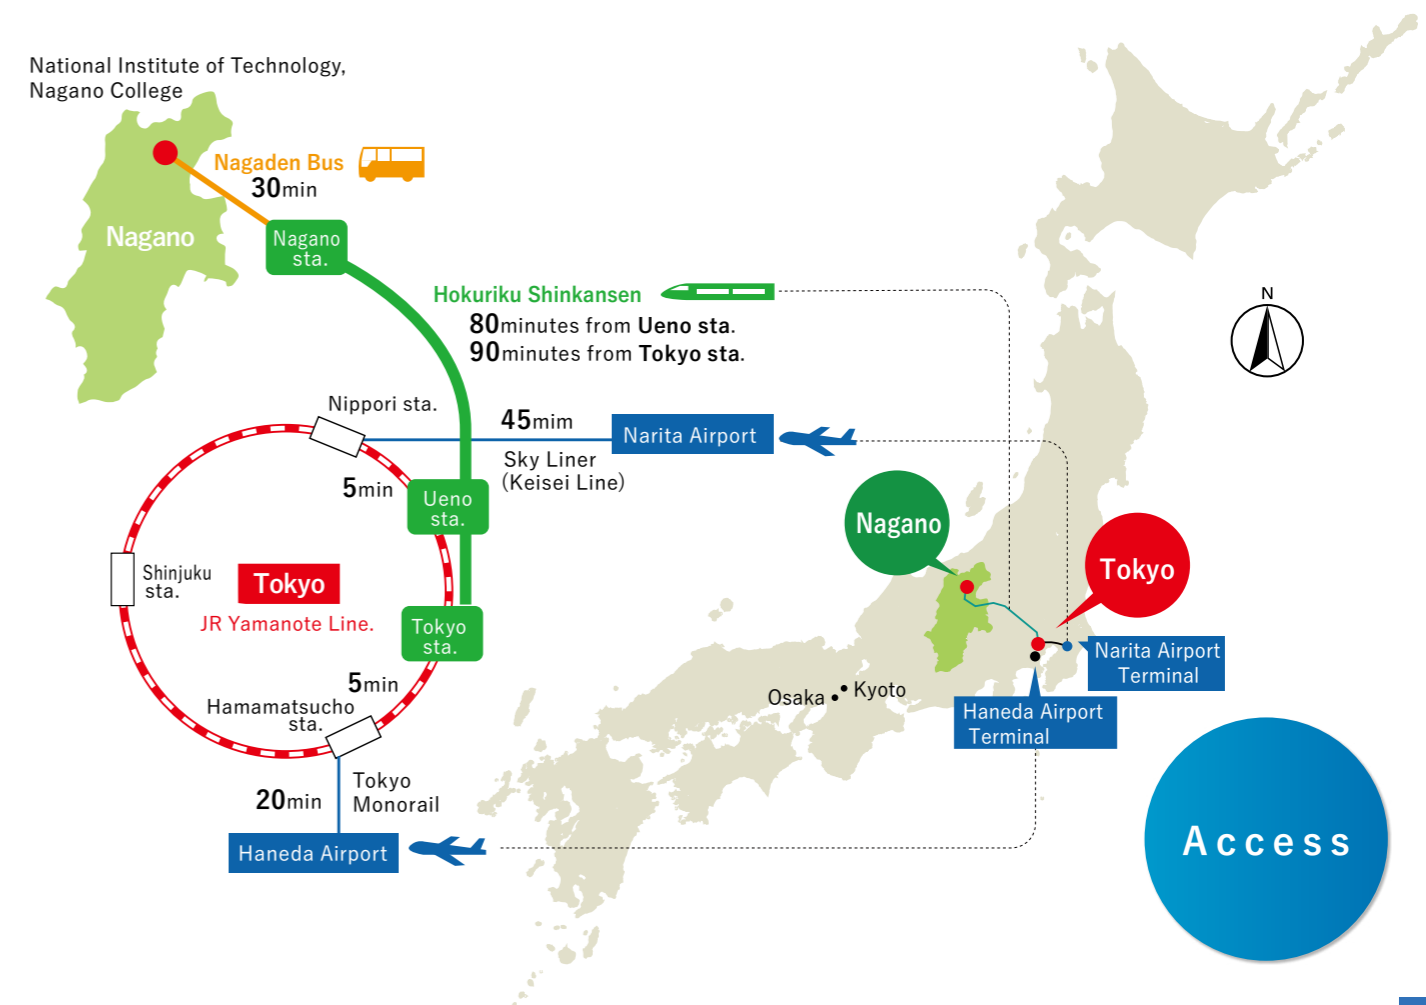 National Institute of Technology,
Nagano College
Nagaden Bus
30min
Nagano
Nagano
sta.
Hokuriku Shinkansen
80minutes from Ueno sta.
90minutes from Tokyo sta.
N
Nippori sta.
45mim
Narita Airport
Sky Liner
(Keisei Line)
5min
Ueno
sta.
Shinjuku
sta.
Tokyo
JR Yamanote Line.
Tokyo
sta.
5min
Hamamatsucho
sta.
20min
Tokyo
Monorail
Haneda Airport
Nagano
Tokyo
Narita Airport
Terminal
Osaka
Kyoto
Haneda Airport
Terminal
Access